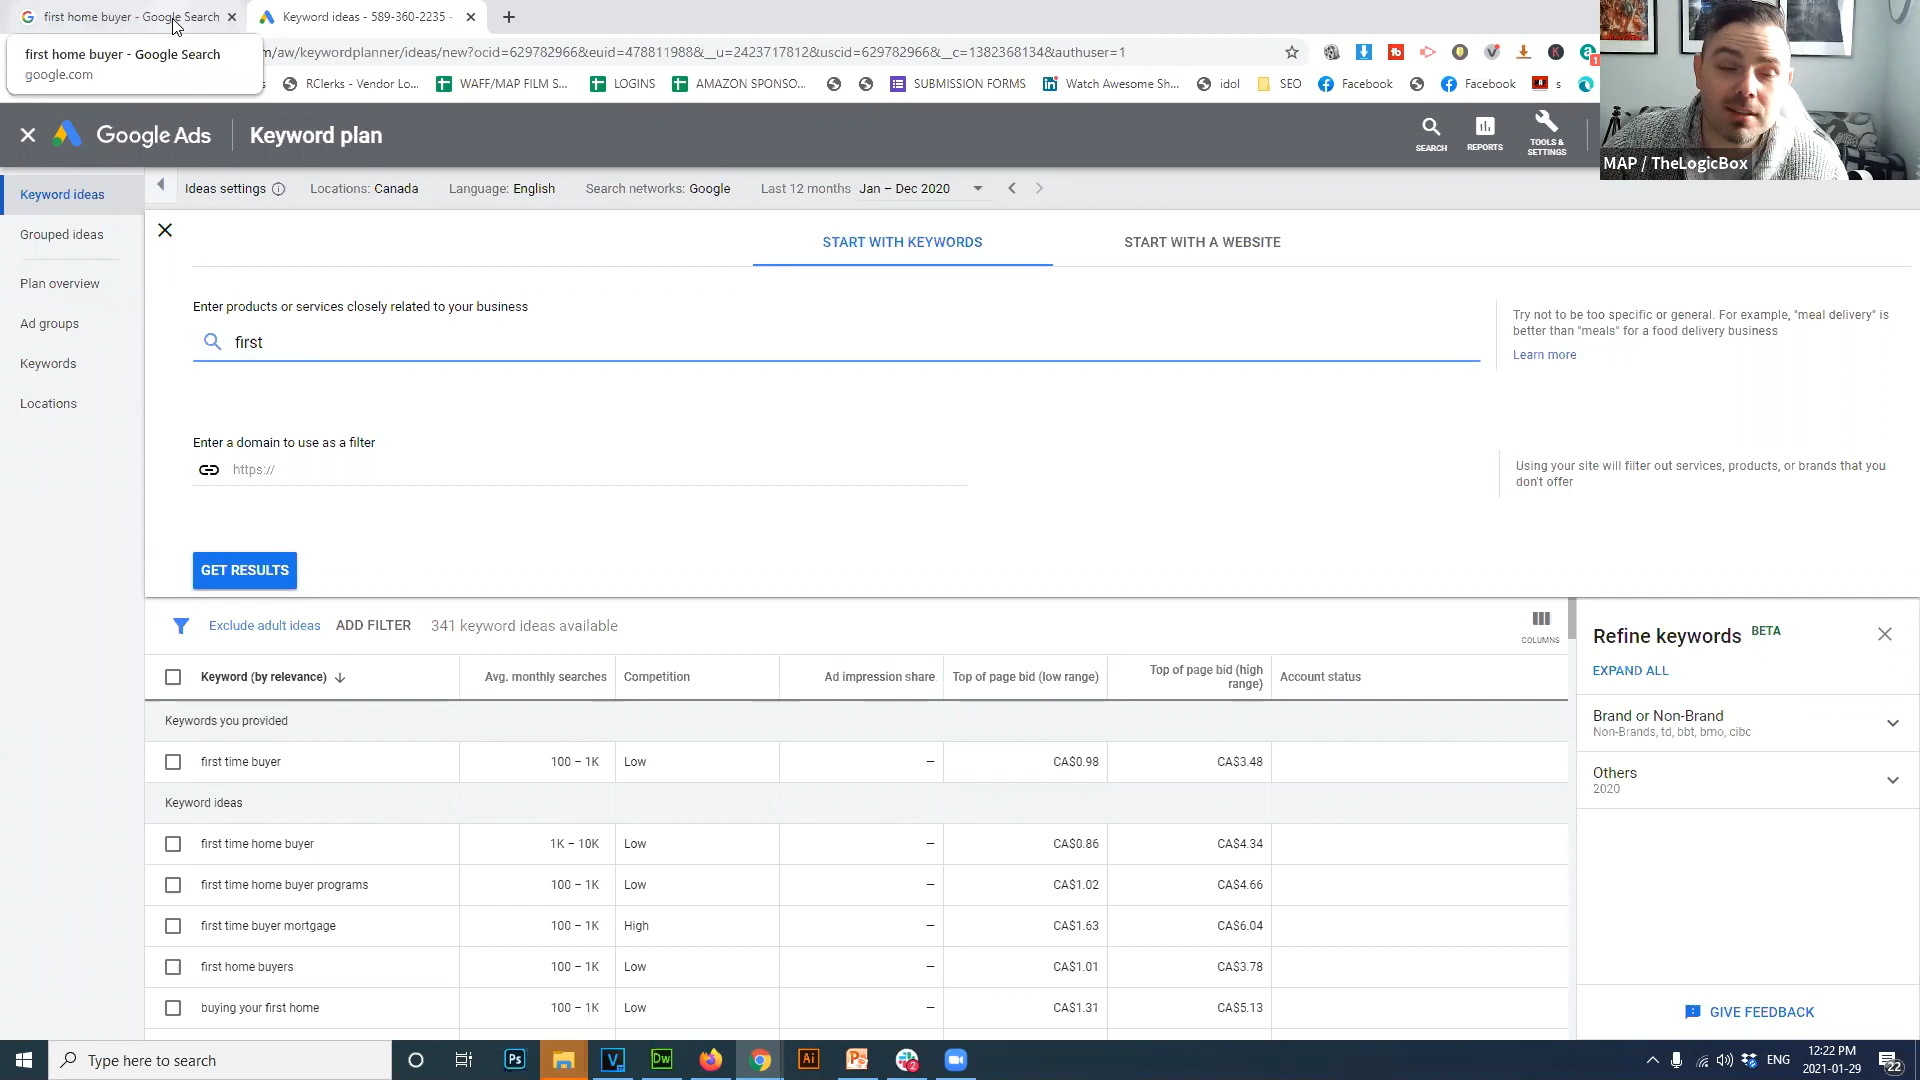 first home buyer - Google Search
Keyword ideas - 589-360-2235 -
first home buyer - Google Search
google.com
m/aw/keywordplanner/ideas/new?ocid=629782966&euid=478811988&__u=2423717812&uscid=629782966&__c=1382368134&authuser=1
RClerks - Vendor Lo...
WAFF/MAP FILM S...
LOGINS
AMAZON SPONSO...
SUBMISSION FORMS
Watch Awesome Sh...
idol
SEO
Facebook
Facebook
s
MAP / TheLogicBox
Google Ads
Keyword plan
SEARCH
REPORTS
TOOLS &
SETTINGS
Keyword ideas
Grouped ideas
Plan overview
Ad groups
Keywords
Locations
Ideas settings
Locations: Canada
Language: English
Search networks: Google
Last 12 months Jan – Dec 2020
START WITH KEYWORDS
START WITH A WEBSITE
Enter products or services closely related to your business
first
Try not to be too specific or general. For example, "meal delivery" is
better than "meals" for a food delivery business
Learn more
Enter a domain to use as a filter
https://
Using your site will filter out services, products, or brands that you
don't offer
GET RESULTS
Exclude adult ideas
ADD FILTER
341 keyword ideas available
COLUMNS
Keyword (by relevance)
Avg. monthly searches
Competition
Ad impression share
Top of page bid (low range)
Top of page bid (high
range)
Account status
Keywords you provided
first time buyer 100 – 1K Low – CA$0.98 CA$3.48
Keyword ideas
first time home buyer 1K – 10K Low – CA$0.86 CA$4.34
first time home buyer programs 100 – 1K Low – CA$1.02 CA$4.66
first time buyer mortgage 100 – 1K High – CA$1.63 CA$6.04
first home buyers 100 – 1K Low – CA$1.01 CA$3.78
buying your first home 100 – 1K Low – CA$1.31 CA$5.13
Refine keywords BETA
EXPAND ALL
Brand or Non-Brand
Non-Brands, td, bbt, bmo, cibc
Others
2020
GIVE FEEDBACK
Type here to search
Ps
V
Dw
Ai
2
ENG
12:22 PM
2021-01-29
22